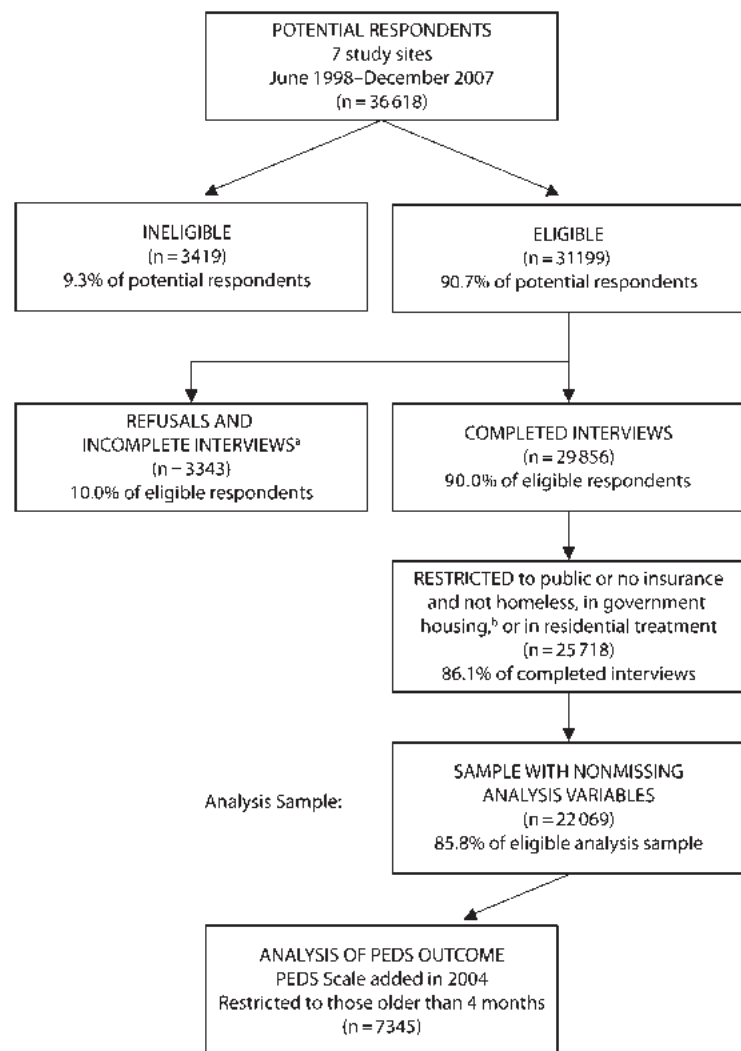 POTENTIAL RESPONDENTS
7 study sites
June 1998–December 2007
(n = 36 618)
INELIGIBLE
(n = 3419)
9.3% of potential respondents
ELIGIBLE
(n = 31199)
90.7% of potential respondents
REFUSALS AND
INCOMPLETE INTERVIEWSᵃ
(n – 3343)
10.0% of eligible respondents
COMPLETED INTERVIEWS
(n = 29 856)
90.0% of eligible respondents
RESTRICTED to public or no insurance
and not homeless, in government
housing,ᵇ or in residential treatment
(n = 25 718)
86.1% of completed interviews
Analysis Sample:
SAMPLE WITH NONMISSING
ANALYSIS VARIABLES
(n = 22 069)
85.8% of eligible analysis sample
ANALYSIS OF PEDS OUTCOME
PEDS Scale added in 2004
Restricted to those older than 4 months
(n = 7345)